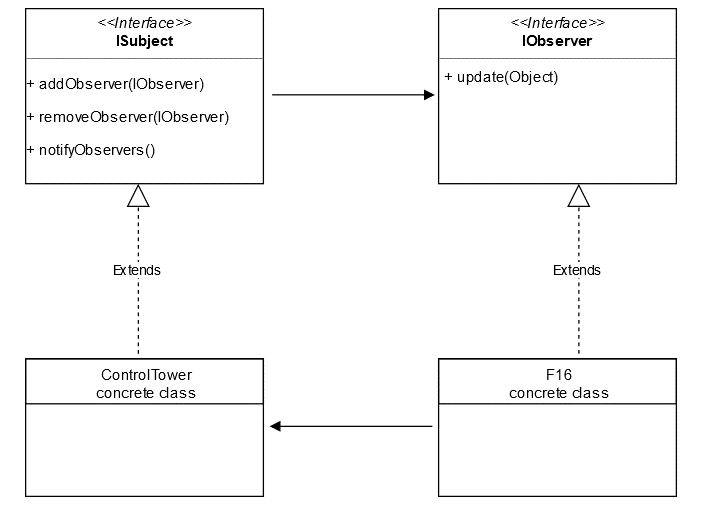 <<Interface>>
ISubject
+ addObserver(IObserver)
+ removeObserver(IObserver)
+ notifyObservers()
<<Interface>>
IObserver
+ update(Object)
Extends
Extends
ControlTower
concrete class
F16
concrete class